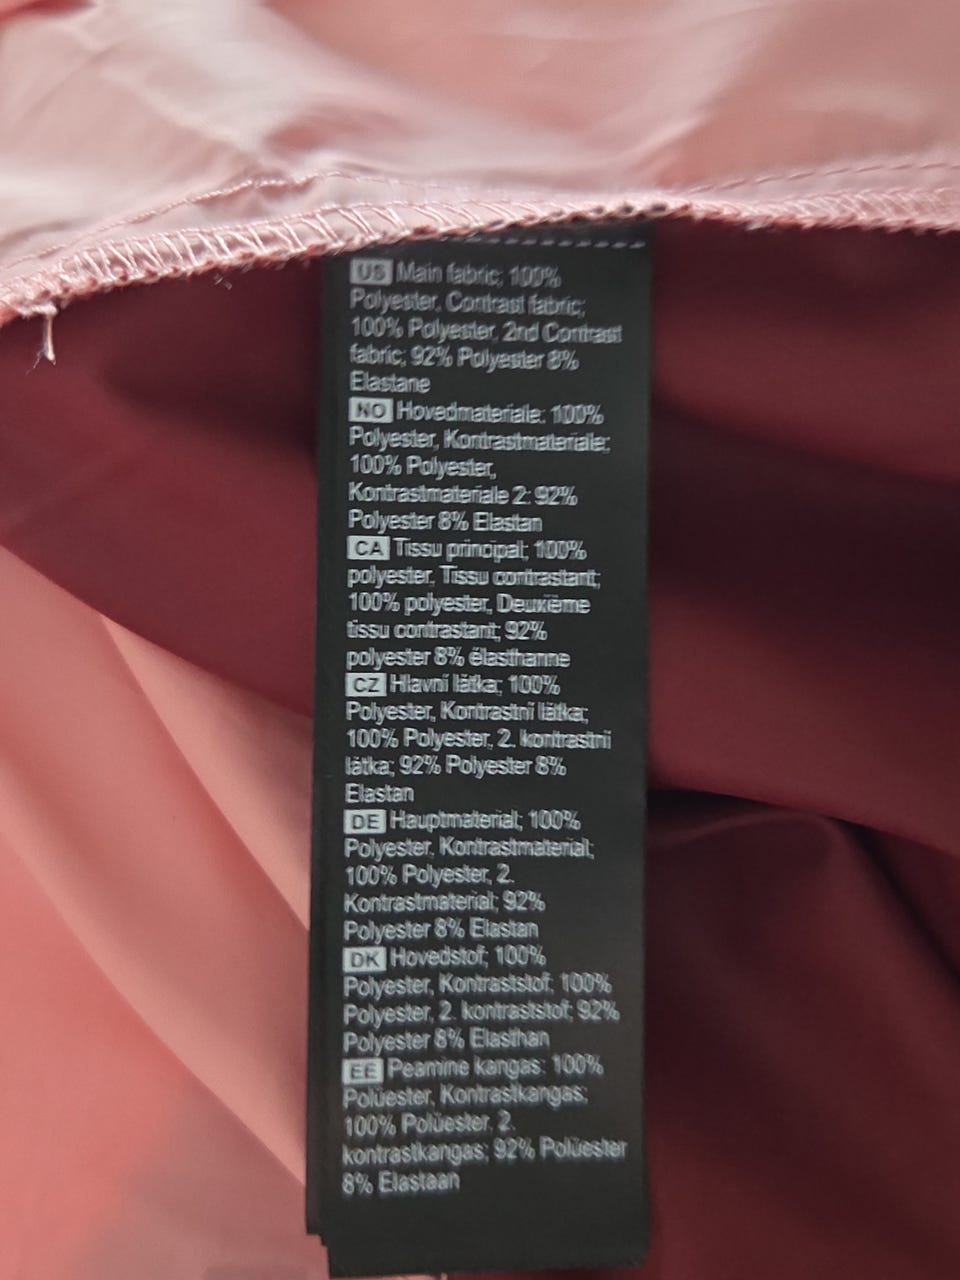 US Main fabric; 100%
Polyester, Contrast fabric;
100% Polyester, 2nd Contrast
fabric; 92% Polyester 8%
Elastane
NO Hovedmateriale: 100%
Polyester, Kontrastmateriale:
100% Polyester,
Kontrastmateriale 2: 92%
Polyester 8% Elastan
CA Tissu principal; 100%
polyester, Tissu contrastant;
100% polyester, Deuxième
tissu contrastant; 92%
polyester 8% élasthanne
CZ Hlavní látka; 100%
Polyester, Kontrastní látka;
100% Polyester, 2. kontrastní
látka; 92% Polyester 8%
Elastan
DE Hauptmaterial; 100%
Polyester, Kontrastmaterial;
100% Polyester, 2.
Kontrastmaterial; 92%
Polyester 8% Elastan
DK Hovedstof; 100%
Polyester, Kontraststof: 100%
Polyester, 2. kontraststof: 92%
Polyester 8% Elasthan
EE Peamine kangas: 100%
Polüester, Kontrastkangas:
100% Polüester, 2.
kontrastkangas; 92% Polüester
8% Elastaan